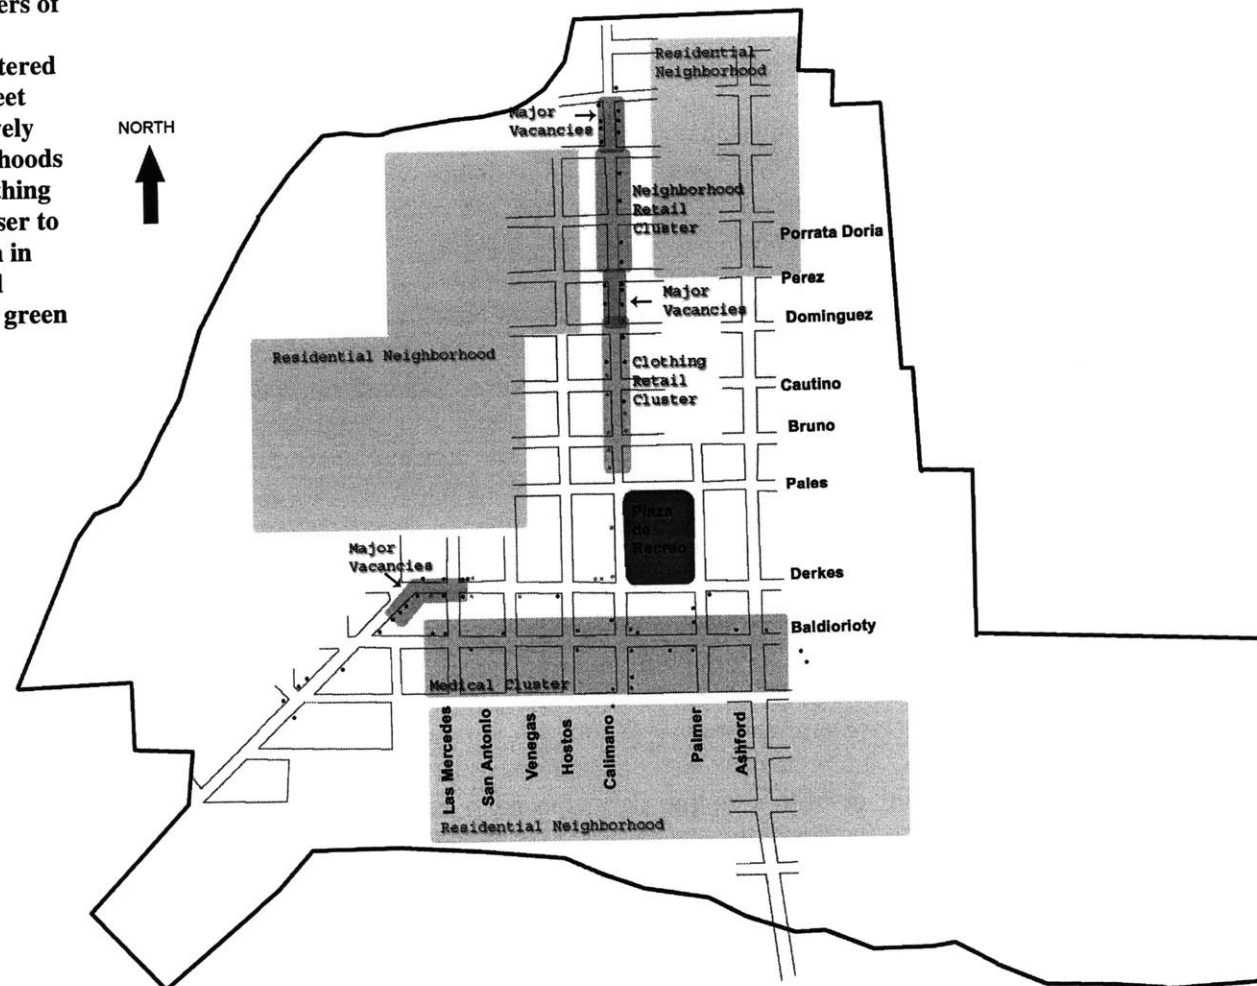 ers of
tered
eet
vely
hoods
thing
ser to
n in
l
green
NORTH
Residential
Neighborhood
Major
Vacancies
Neighborhood
Retail
Cluster
Porrata Doria
Perez
Major
Vacancies
Dominguez
Residential Neighborhood
Clothing
Retail
Cluster
Cautino
Bruno
Pales
Plaza
de
Recreo
Major
Vacancies
Derkes
Baldiorioty
Medical Cluster
Las Mercedes
San Antonio
Venegas
Hostos
Calimano
Palmer
Ashford
Residential Neighborhood